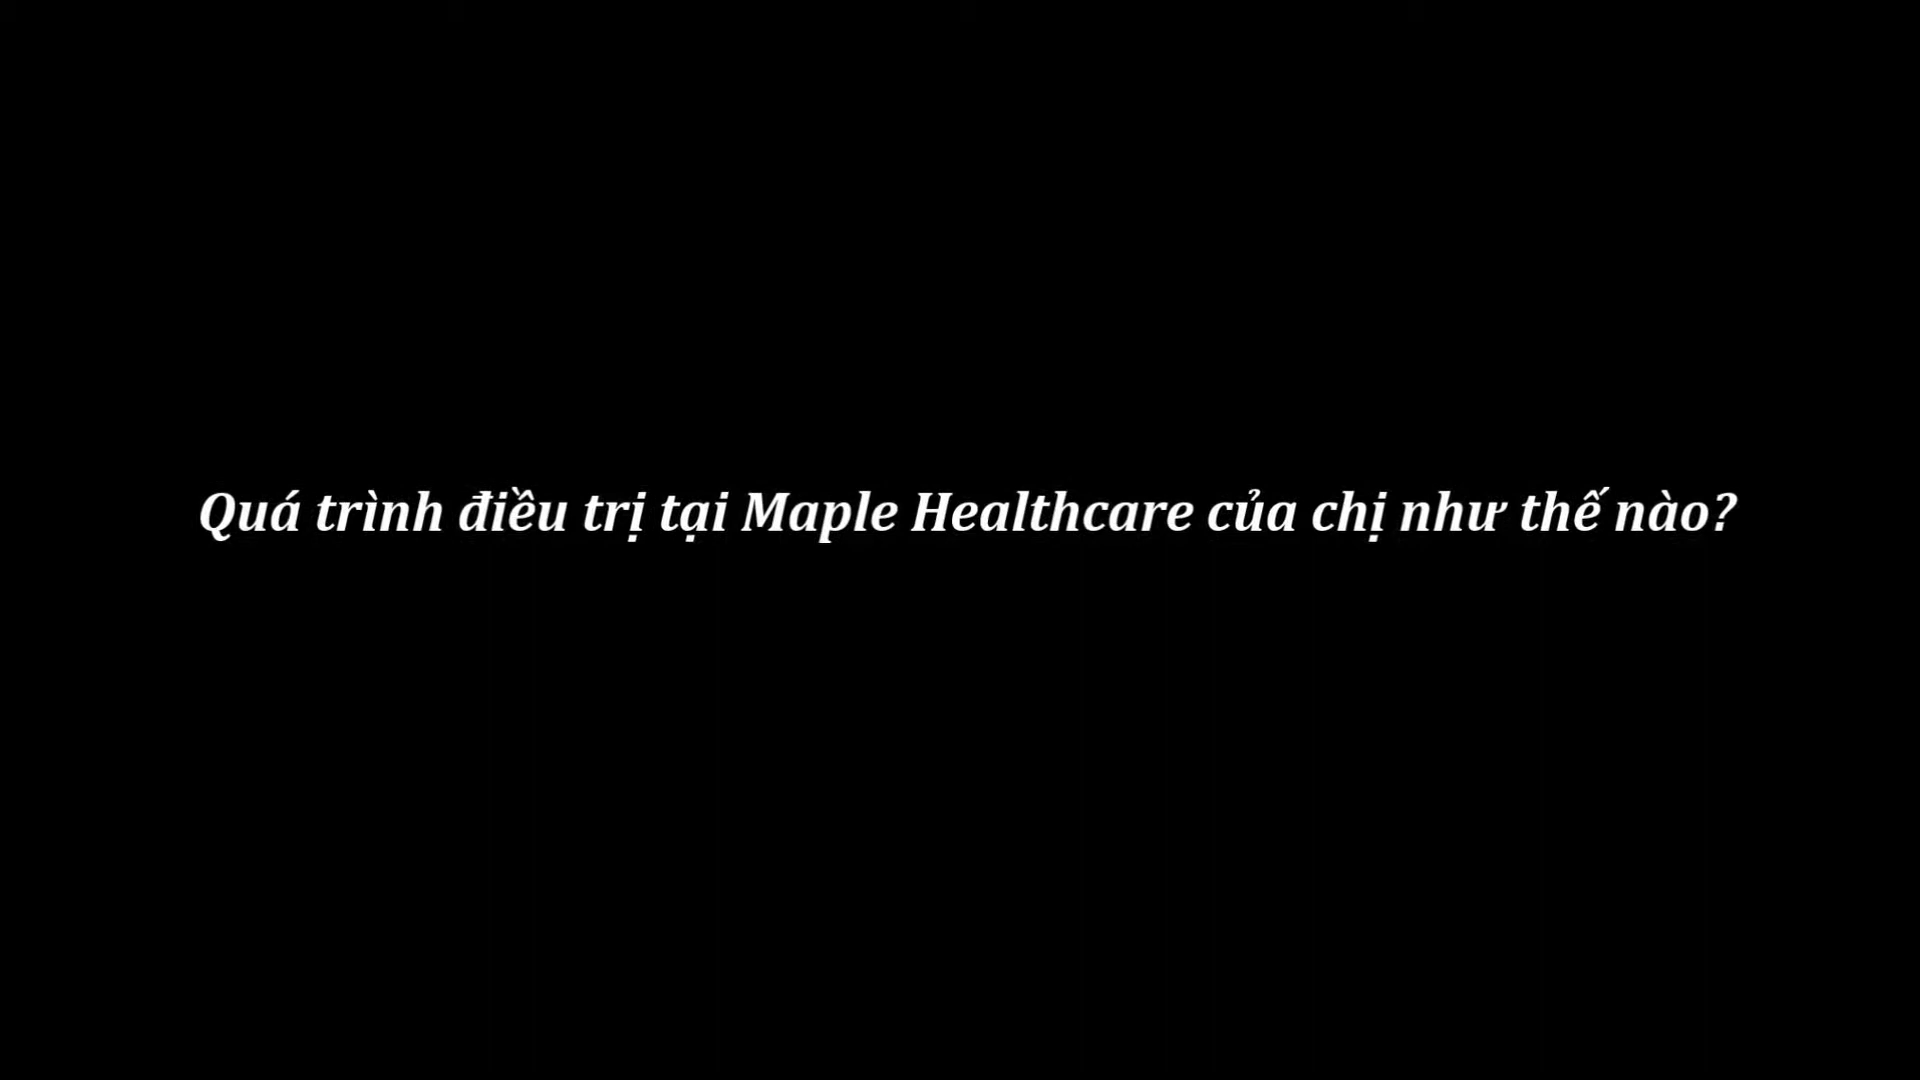 Quá trình điều trị tại Maple Healthcare của chị như thế nào?